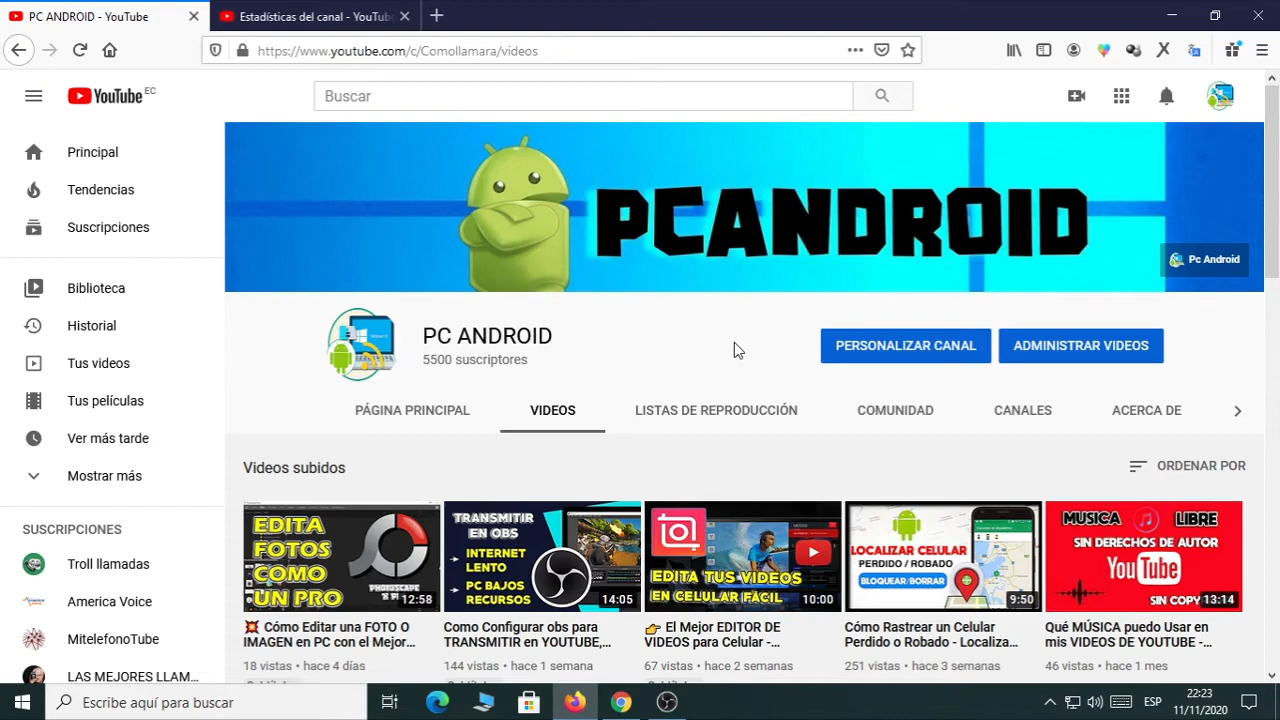 PC ANDROID - YouTube
Estadísticas del canal - YouTub
https://www.youtube.com/c/Comollamara/videos
YouTube EC
Buscar
Principal
Tendencias
Suscripciones
Biblioteca
Historial
Tus videos
Tus películas
Ver más tarde
Mostrar más
SUSCRIPCIONES
Troll llamadas
America Voice
MitelefonoTube
LAS MEJORES LLAM...
PCANDROID
Pc Android
PC ANDROID
5500 suscriptores
PERSONALIZAR CANAL
ADMINISTRAR VIDEOS
PÁGINA PRINCIPAL
VIDEOS
LISTAS DE REPRODUCCIÓN
COMUNIDAD
CANALES
ACERCA DE
Videos subidos
ORDENAR POR
EDITA
FOTOS
COMO
UN PRO
12:58
💥 Cómo Editar una FOTO O
IMAGEN en PC con el Mejor...
18 vistas • hace 4 días
TRANSMITIR
EN OBS
INTERNET
LENTO
PC BAJOS
RECURSOS
14:05
Como Configurar obs para
TRANSMITIR en YOUTUBE,...
144 vistas • hace 1 semana
EDITA TUS VIDEOS
EN CELULAR FÁCIL
10:00
👉 El Mejor EDITOR DE
VIDEOS para Celular -...
67 vistas • hace 2 semanas
LOCALIZAR CELULAR
PERDIDO / ROBADO
BLOQUEAR/BORRAR
9:50
Cómo Rastrear un Celular
Perdido o Robado - Localiza...
251 vistas • hace 3 semanas
MUSICA LIBRE
SIN DERECHOS DE AUTOR
YouTube
SIN COPY
13:14
Qué MÚSICA puedo Usar en
mis VIDEOS DE YOUTUBE -...
46 vistas • hace 1 mes
Escribe aquí para buscar
ESP
22:23
11/11/2020